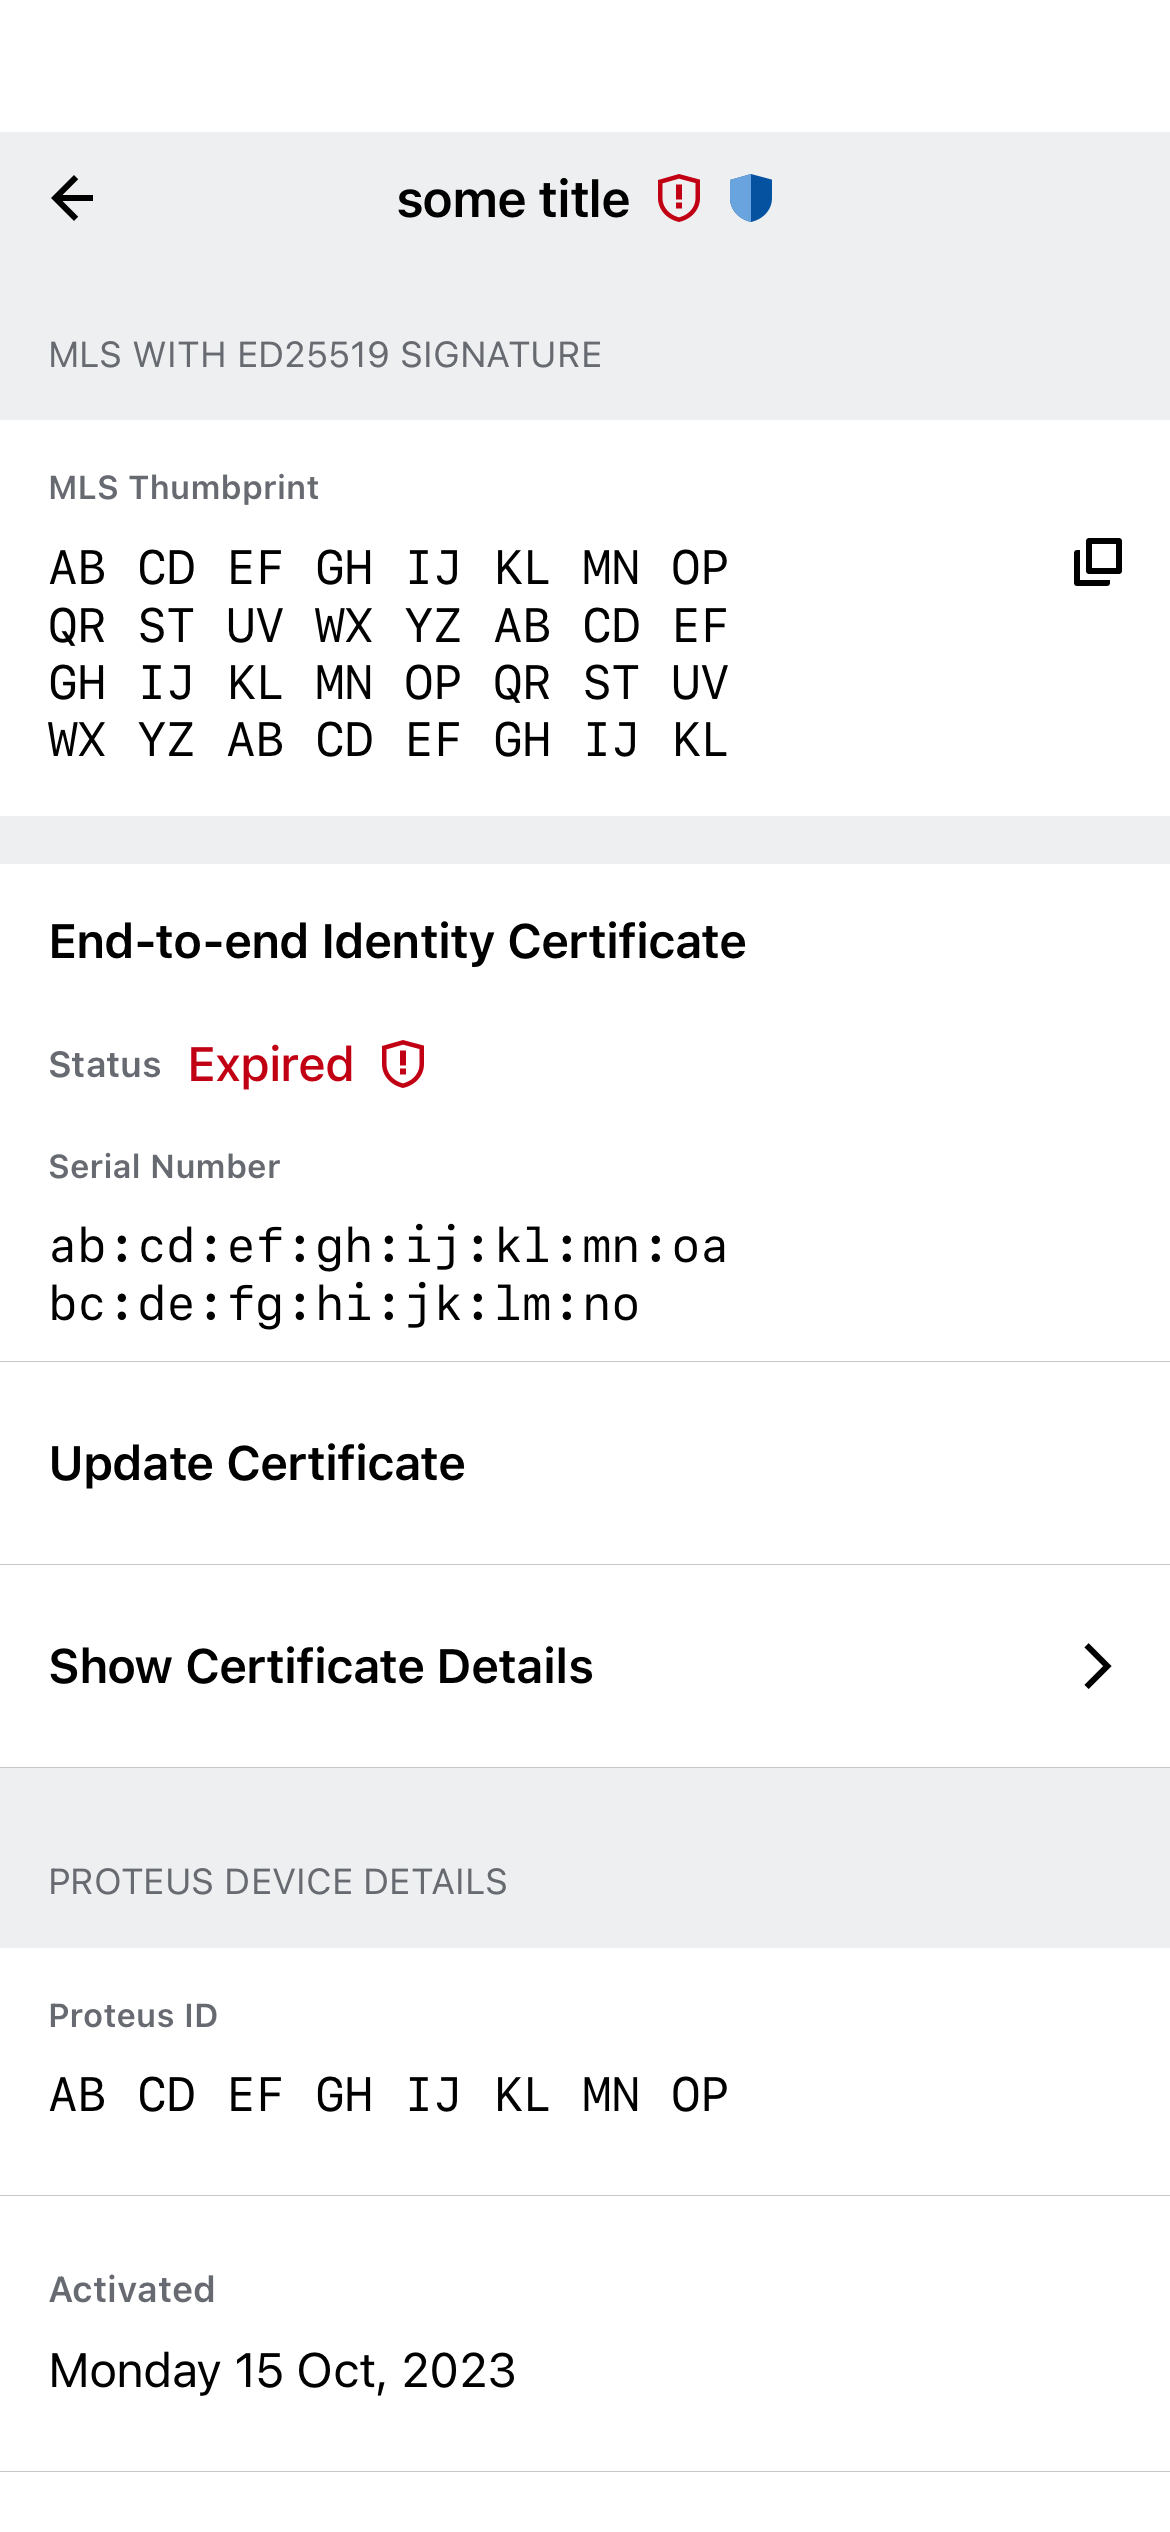 some title
MLS WITH ED25519 SIGNATURE
MLS Thumbprint
AB CD EF GH IJ KL MN OP
QR ST UV WX YZ AB CD EF
GH IJ KL MN OP QR ST UV
WX YZ AB CD EF GH IJ KL
End-to-end Identity Certificate
Status Expired
Serial Number
ab:cd:ef:gh:ij:kl:mn:oa
bc:de:fg:hi:jk:lm:no
Update Certificate
Show Certificate Details
PROTEUS DEVICE DETAILS
Proteus ID
AB CD EF GH IJ KL MN OP
Activated
Monday 15 Oct, 2023